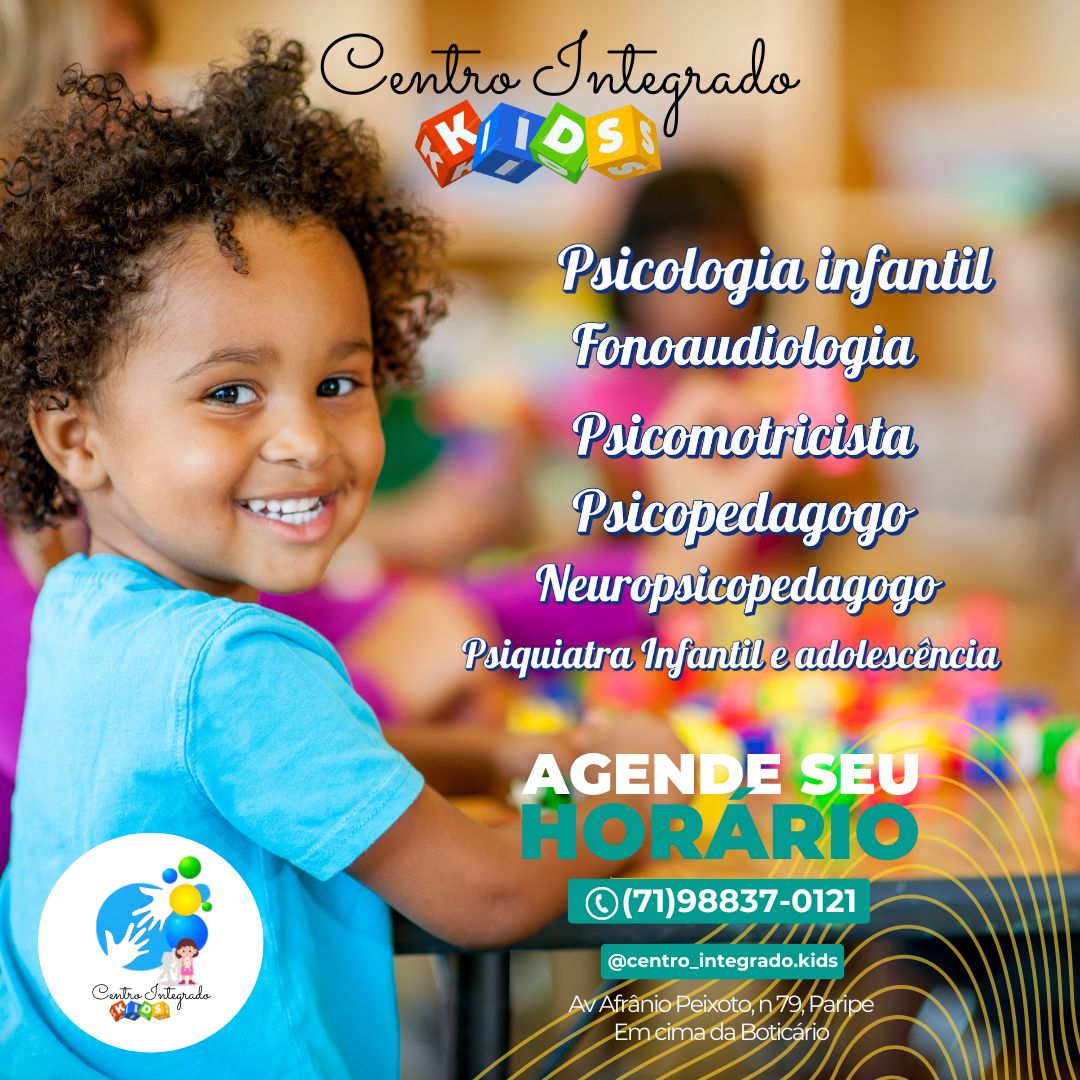 Centro Integrado
KIDS
Psicologia infantil
Fonoaudiologia
Psicomotricista
Psicopedagogo
Neuropsicopedagogo
Psiquiatra Infantil e adolescência
AGENDE SEU
HORÁRIO
(71)98837-0121
@centro_integrado.kids
Av Afrânio Peixoto, n 79, Paripe
Em cima da Boticário
Centro Integrado
KIDS